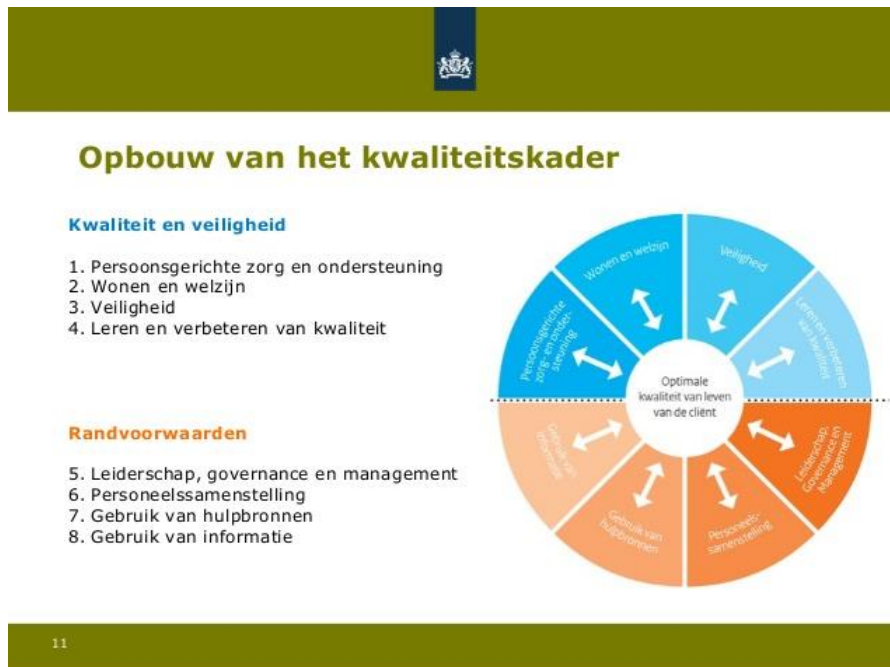 Opbouw van het kwaliteitskader
Kwaliteit en veiligheid
1. Persoonsgerichte zorg en ondersteuning
2. Wonen en welzijn
3. Veiligheid
4. Leren en verbeteren van kwaliteit
Randvoorwaarden
5. Leiderschap, governance en management
6. Personeelssamenstelling
7. Gebruik van hulpbronnen
8. Gebruik van informatie
Persoonsgerichte
zorg- en onder-
steuning
Wonen en welzijn
Veiligheid
Leren en verbeteren
van kwaliteit
Optimale
kwaliteit van leven
van de cliënt
Leiderschap,
Governance en
Management
Personeels-
samenstelling
Gebruik van
hulpbronnen
Gebruik van
informatie
11